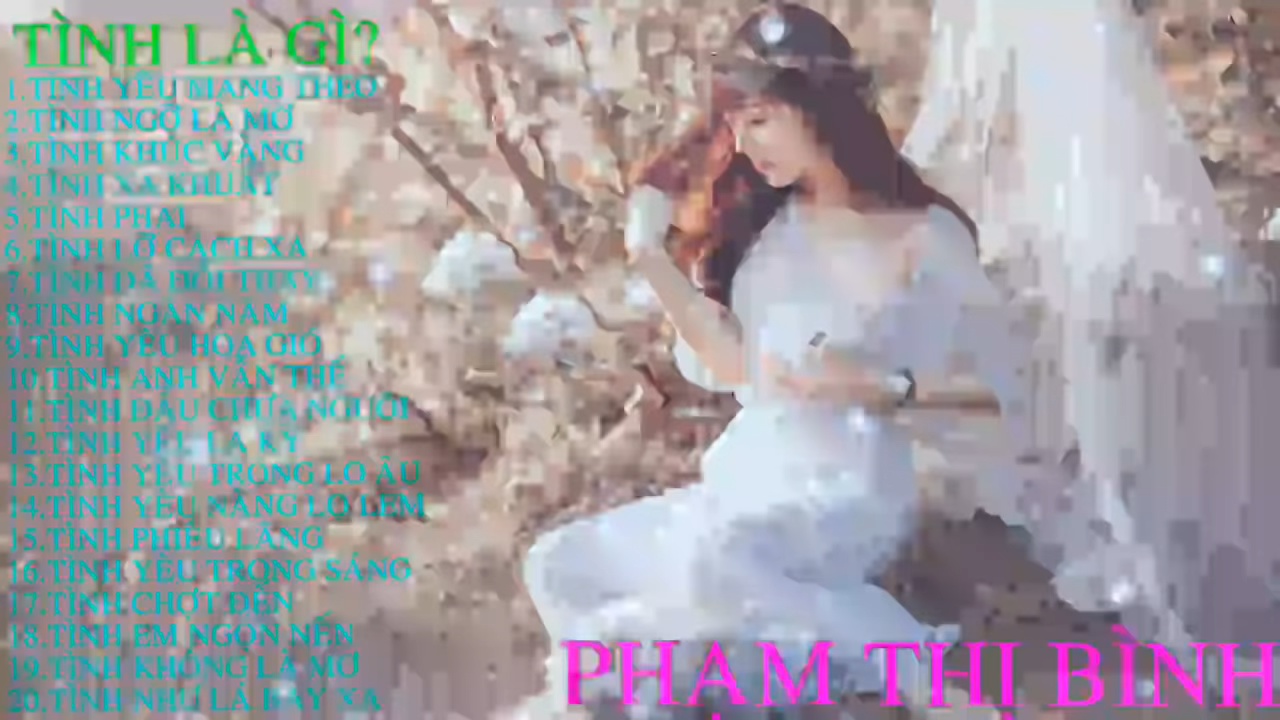 TÌNH LÀ GÌ?
1.TÌNH YÊU MANG THEO
2.TÌNH NGỠ LÀ MƠ
3.TÌNH KHÚC VÀNG
4.TÌNH XA KHUẤT
5.TÌNH PHAI
6.TÌNH LỠ CÁCH XA
7.TÌNH ĐÃ ĐỔI THAY
8.TÌNH NGÀN NĂM
9.TÌNH YÊU HOA GIÓ
10.TÌNH ANH VẪN THẾ
11.TÌNH ĐẦU CHƯA NGUÔI
12.TÌNH YÊU LẠ KỲ
13.TÌNH YÊU TRONG LO ÂU
14.TÌNH YÊU NÀNG LỌ LEM
15.TÌNH PHIÊU LÃNG
16.TÌNH YÊU TRONG SÁNG
17.TÌNH CHỢT ĐẾN
18.TÌNH EM NGỌN NẾN
19.TÌNH KHÔNG LÀ MƠ
20.TÌNH NHƯ LÁ BAY XA
PHẠM THỊ BÌNH